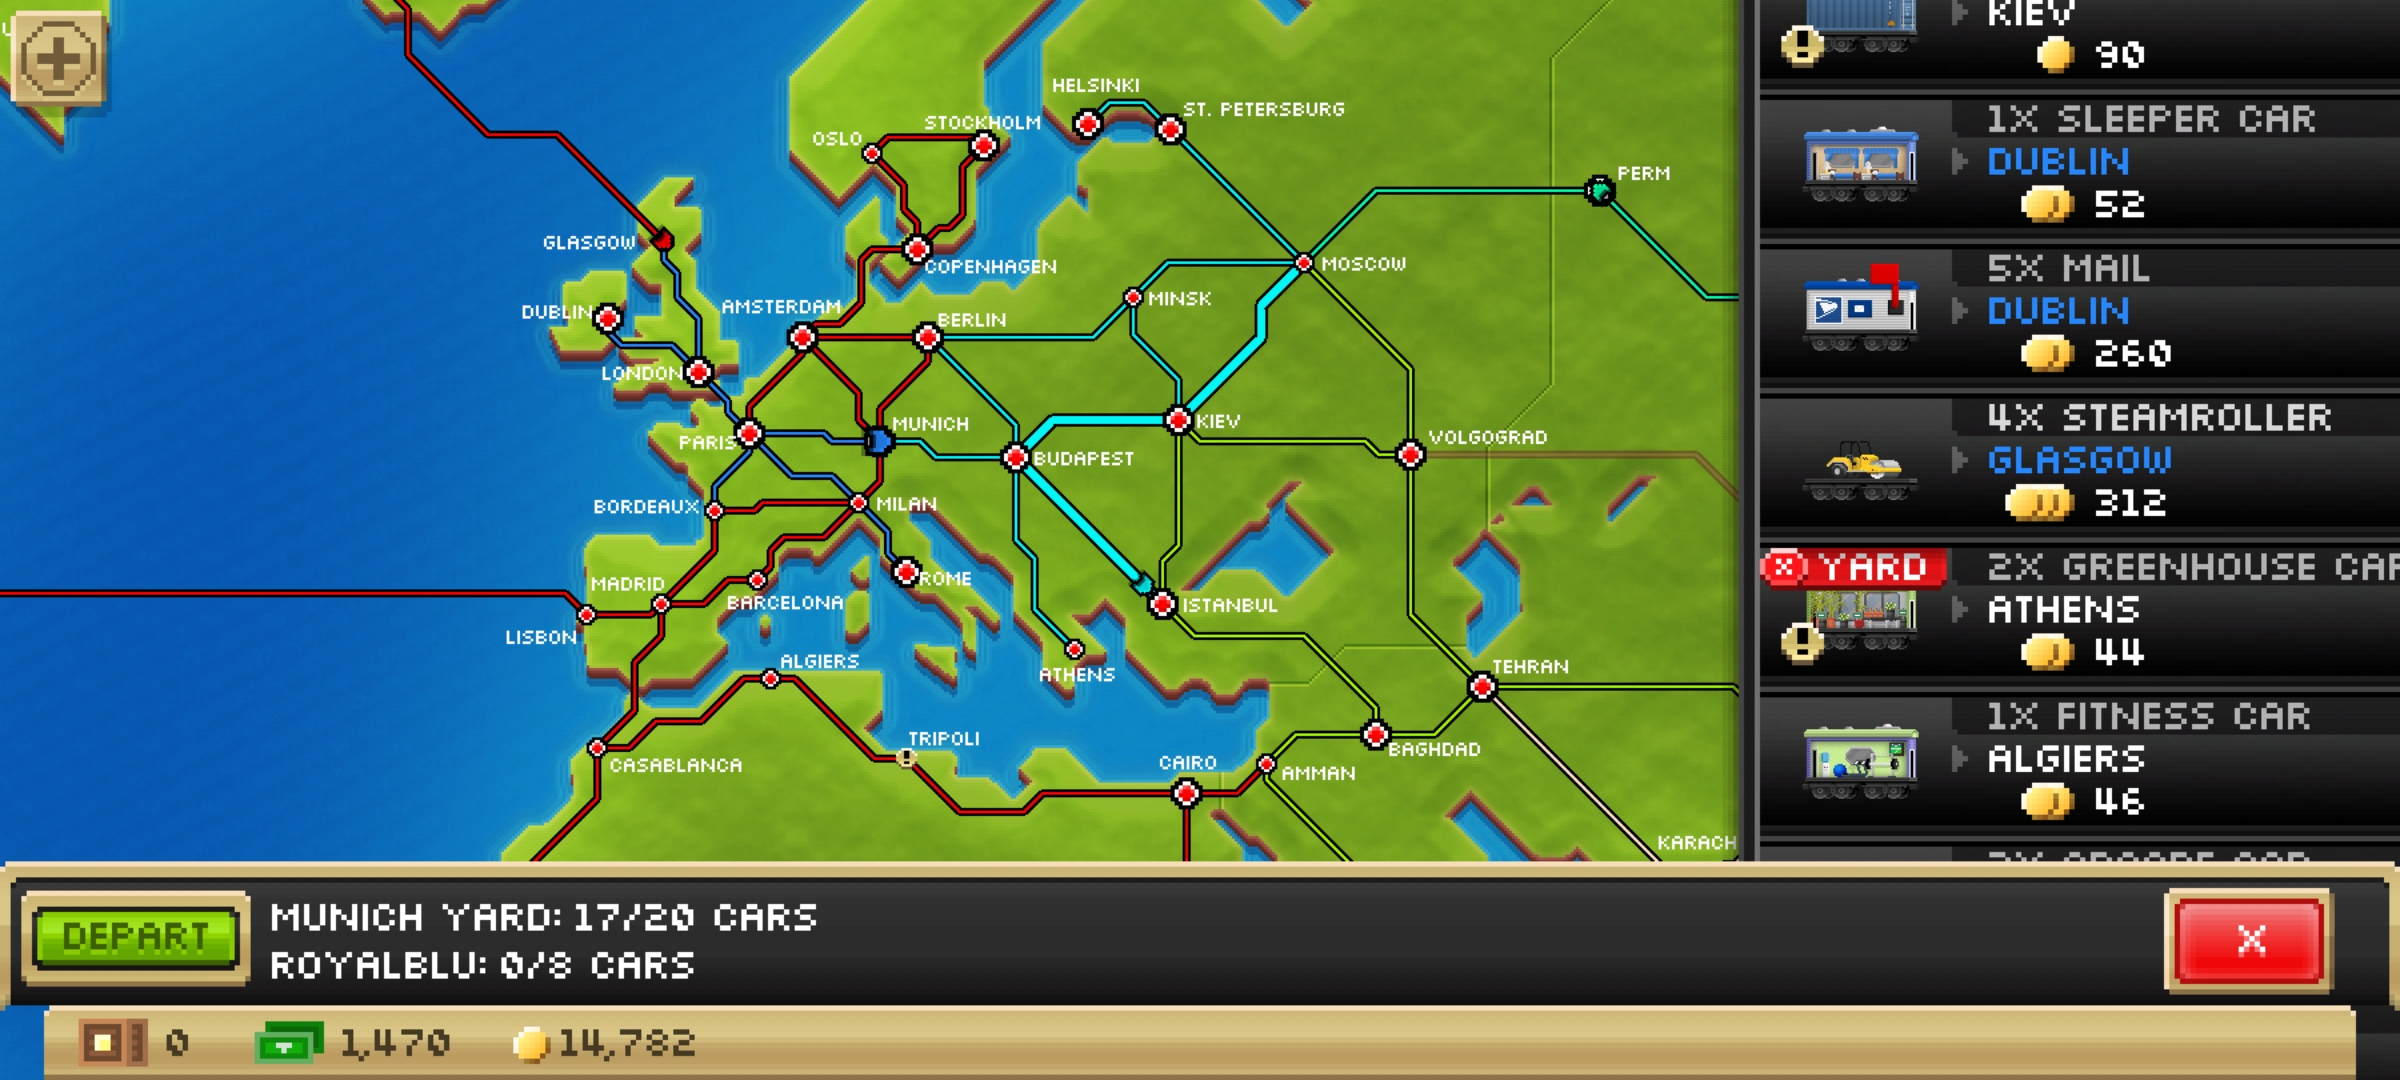 HELSINKI
ST. PETERSBURG
STOCKHOLM
OSLO
PERM
GLASGOW
COPENHAGEN
MOSCOW
MINSK
DUBLIN
AMSTERDAM
BERLIN
LONDON
MUNICH
KIEV
VOLGOGRAD
PARIS
BUDAPEST
BORDEAUX
MILAN
MADRID
ROME
BARCELONA
ISTANBUL
LISBON
ALGIERS
ATHENS
TEHRAN
TRIPOLI
BAGHDAD
CASABLANCA
CAIRO
AMMAN
KARACH
KIEV
90
1X SLEEPER CAR
DUBLIN
52
5X MAIL
DUBLIN
260
4X STEAMROLLER
GLASGOW
312
X YARD
2X GREENHOUSE CAR
ATHENS
44
1X FITNESS CAR
ALGIERS
46
DEPART
MUNICH YARD: 17/20 CARS
ROYALBLU: 0/8 CARS
X
0
1,470
14,782